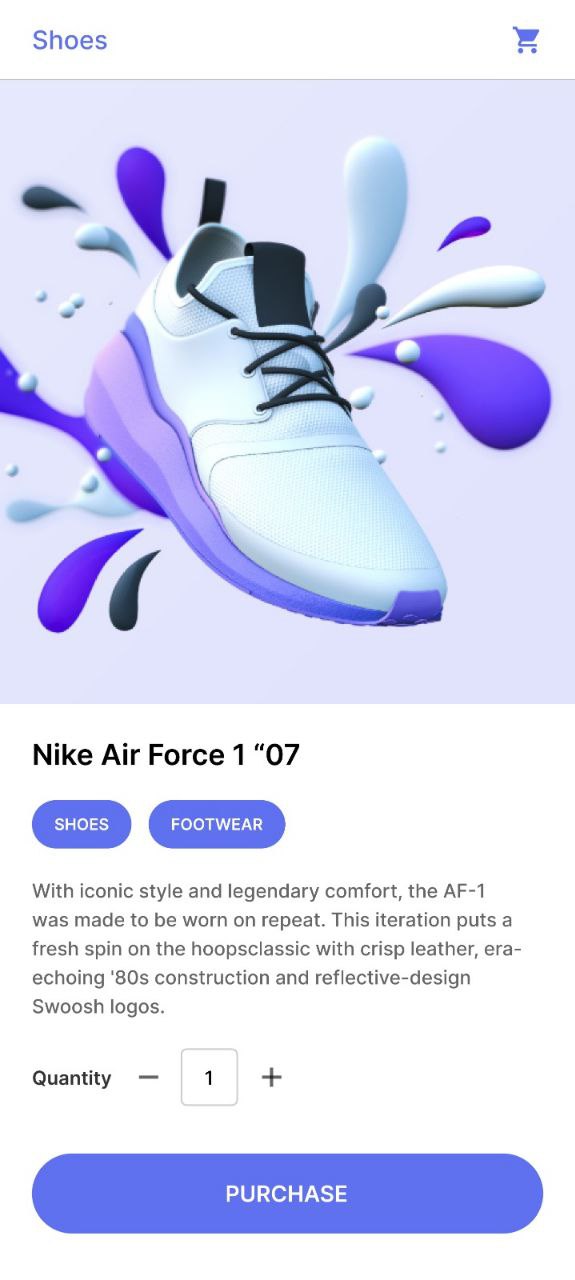 Shoes
Nike Air Force 1 “07
SHOES
FOOTWEAR
With iconic style and legendary comfort, the AF-1
was made to be worn on repeat. This iteration puts a
fresh spin on the hoopsclassic with crisp leather, era-
echoing '80s construction and reflective-design
Swoosh logos.
Quantity — 1 +
PURCHASE